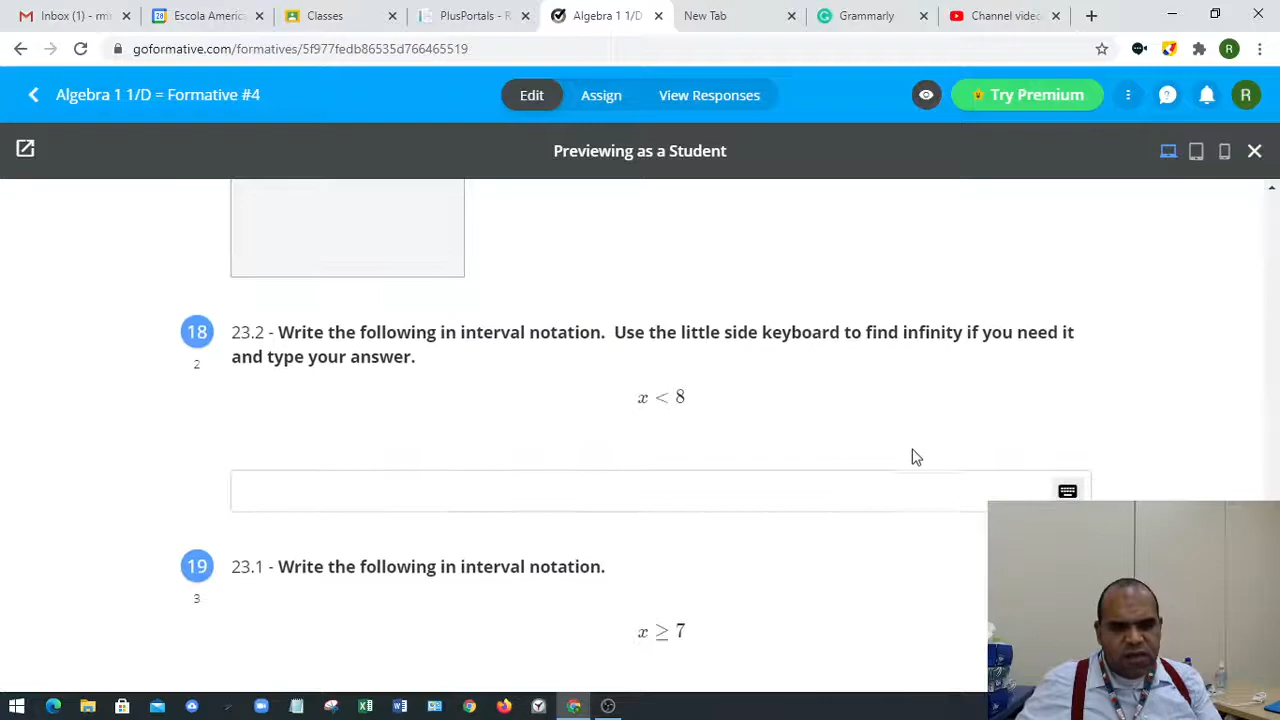 Inbox (1) - rmi
Escola Americ
Classes
PlusPortals - R
Algebra 1 1/D
New Tab
Grammarly
Channel video
goformative.com/formatives/5f977fedb86535d766465519
R
Algebra 1 1/D = Formative #4
Edit
Assign
View Responses
Try Premium
R
Previewing as a Student
18
2
23.2 - Write the following in interval notation.  Use the little side keyboard to find infinity if you need it
and type your answer.
x < 8
19
3
23.1 - Write the following in interval notation.
x ≥ 7